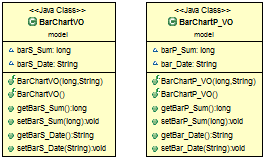 <<Java Class>>
BarChartVO
model
barS_Sum: long
barS_Date: String
BarChartVO(long,String)
BarChartVO()
getBarS_Sum():long
setBarS_Sum(long):void
getBarS_Date():String
setBarS_Date(String):void
<<Java Class>>
BarChartP_VO
model
barP_Sum: long
bar_Date: String
BarChartP_VO(long,String)
BarChartP_VO()
getBarP_Sum():long
setBarP_Sum(long):void
getBar_Date():String
setBar_Date(String):void